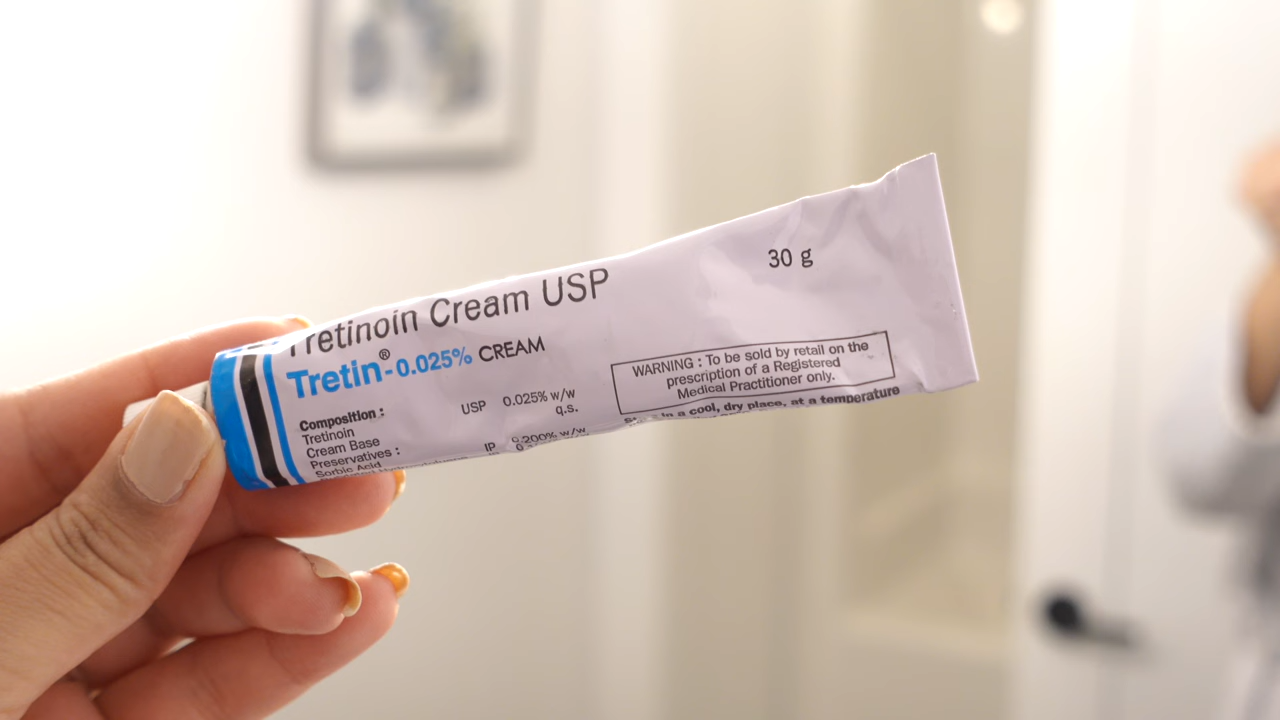 Tretinoin Cream USP
30 g
Tretin®-0.025% CREAM
Composition :
Tretinoin USP 0.025% w/w
Cream Base q.s.
Preservatives :
Sorbic Acid IP 0.200% w/w
WARNING : To be sold by retail on the
prescription of a Registered
Medical Practitioner only.
in a cool, dry place, at a temperature